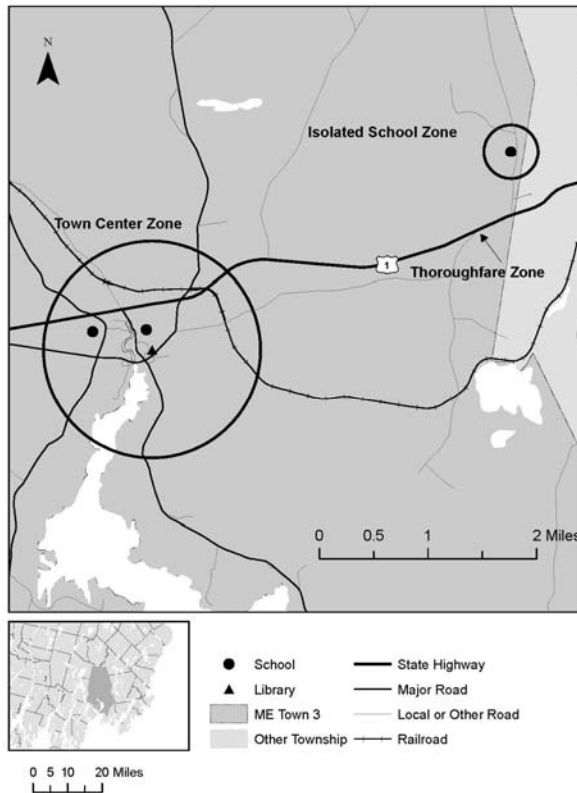 N
Isolated School Zone
Town Center Zone
1
Thoroughfare Zone
0 0.5 1 2 Miles
School
State Highway
Library
Major Road
ME Town 3
Local or Other Road
Other Township
Railroad
0 5 10 20 Miles